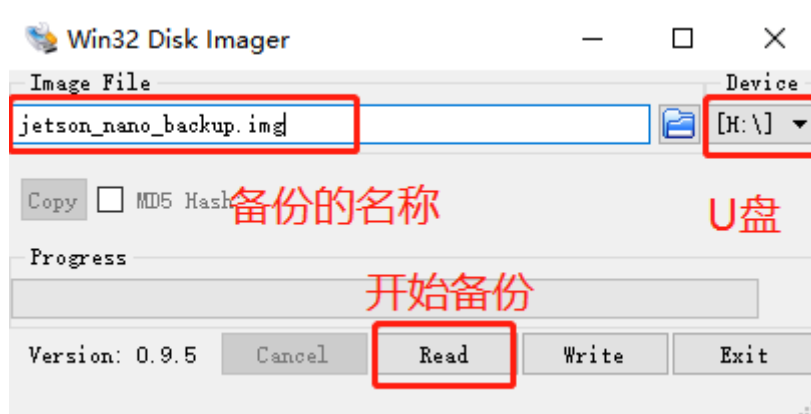 Win32 Disk Imager
Image File
Device
jetson_nano_backup.img
[H:\]
Copy
MD5 Hash
备份的名称
U盘
Progress
开始备份
Version: 0.9.5
Cancel
Read
Write
Exit